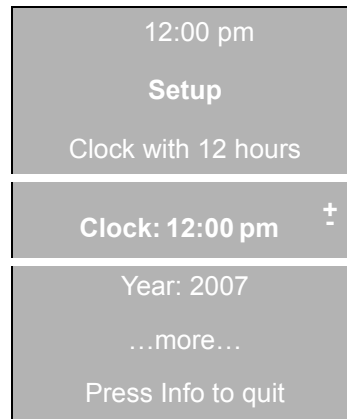 12:00 pm
Setup
Clock with 12 hours
Clock: 12:00 pm +
-
Year: 2007
…more…
Press Info to quit